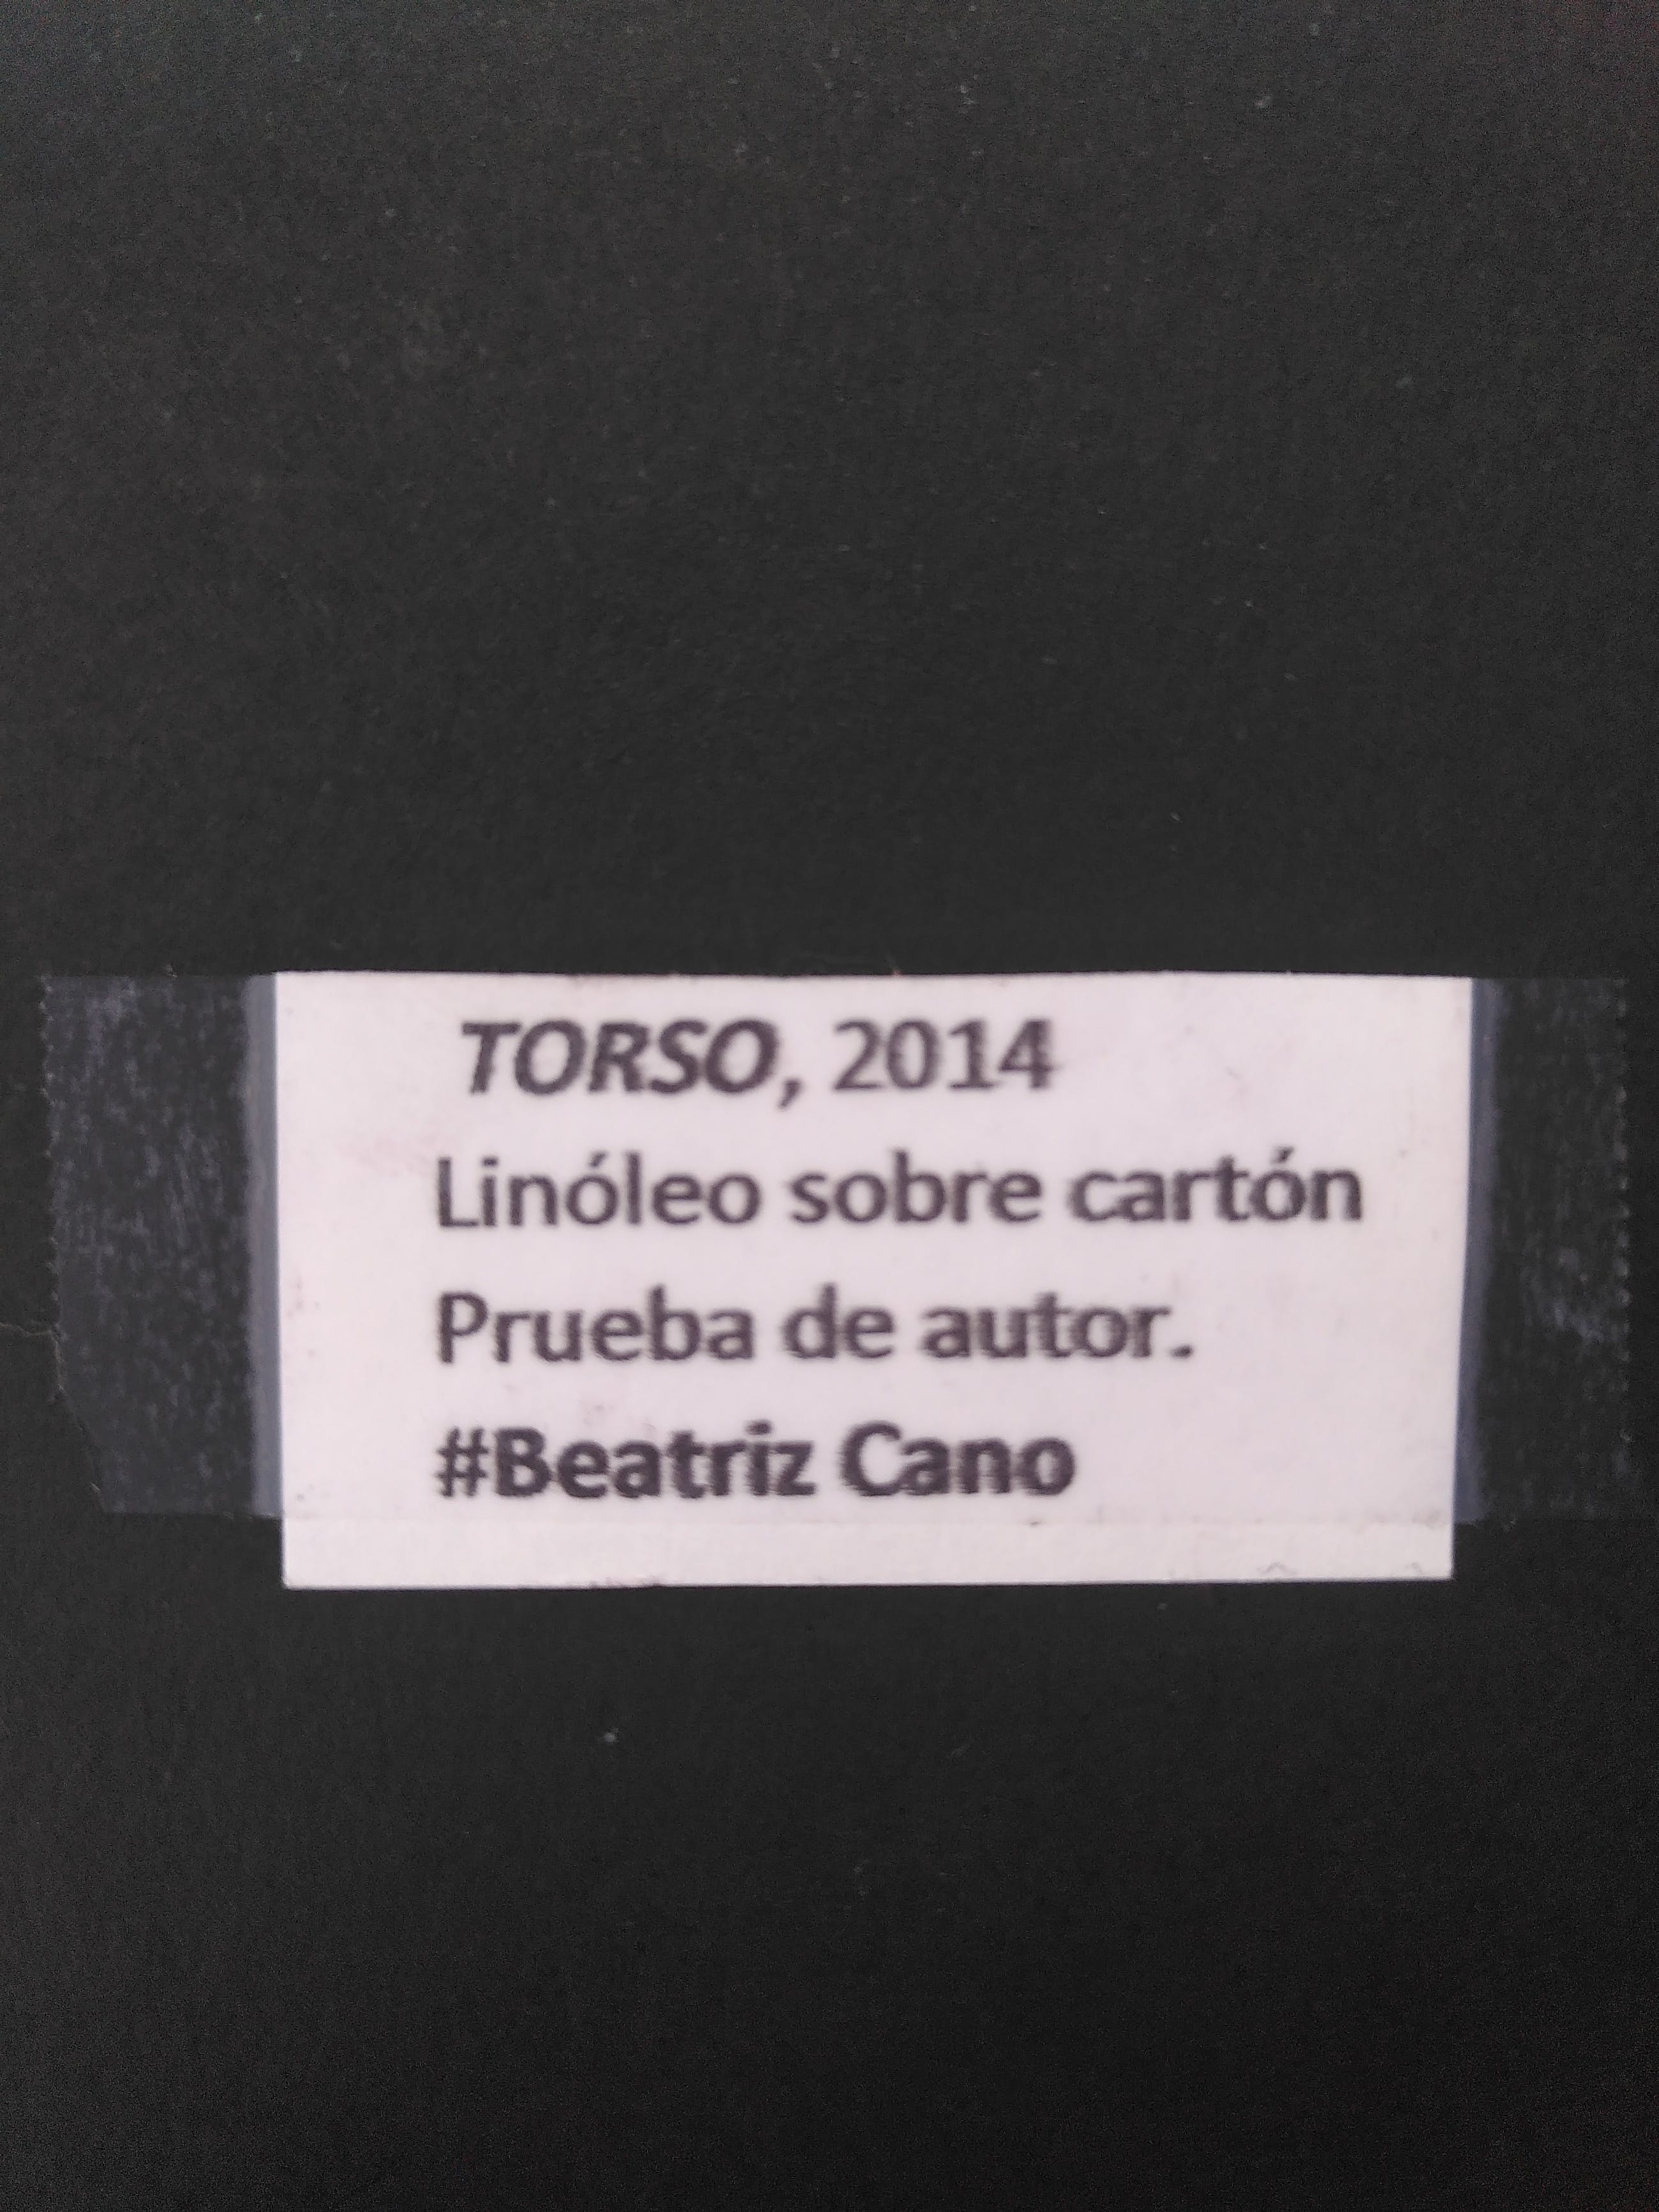 TORSO, 2014
Linóleo sobre cartón
Prueba de autor.
#Beatriz Cano